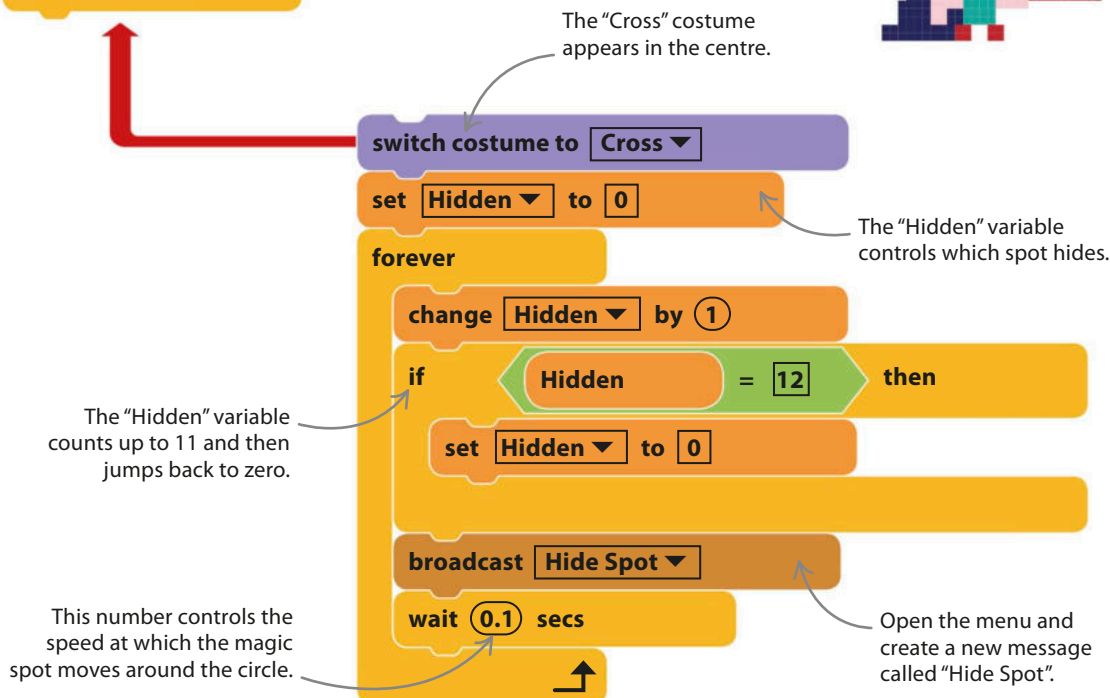 The “Cross” costume
appears in the centre.
switch costume to Cross
set Hidden to 0
The “Hidden” variable
controls which spot hides.
forever
change Hidden by 1
if Hidden = 12 then
The “Hidden” variable
counts up to 11 and then
jumps back to zero.
set Hidden to 0
broadcast Hide Spot
This number controls the
speed at which the magic
spot moves around the circle.
wait 0.1 secs
Open the menu and
create a new message
called “Hide Spot”.